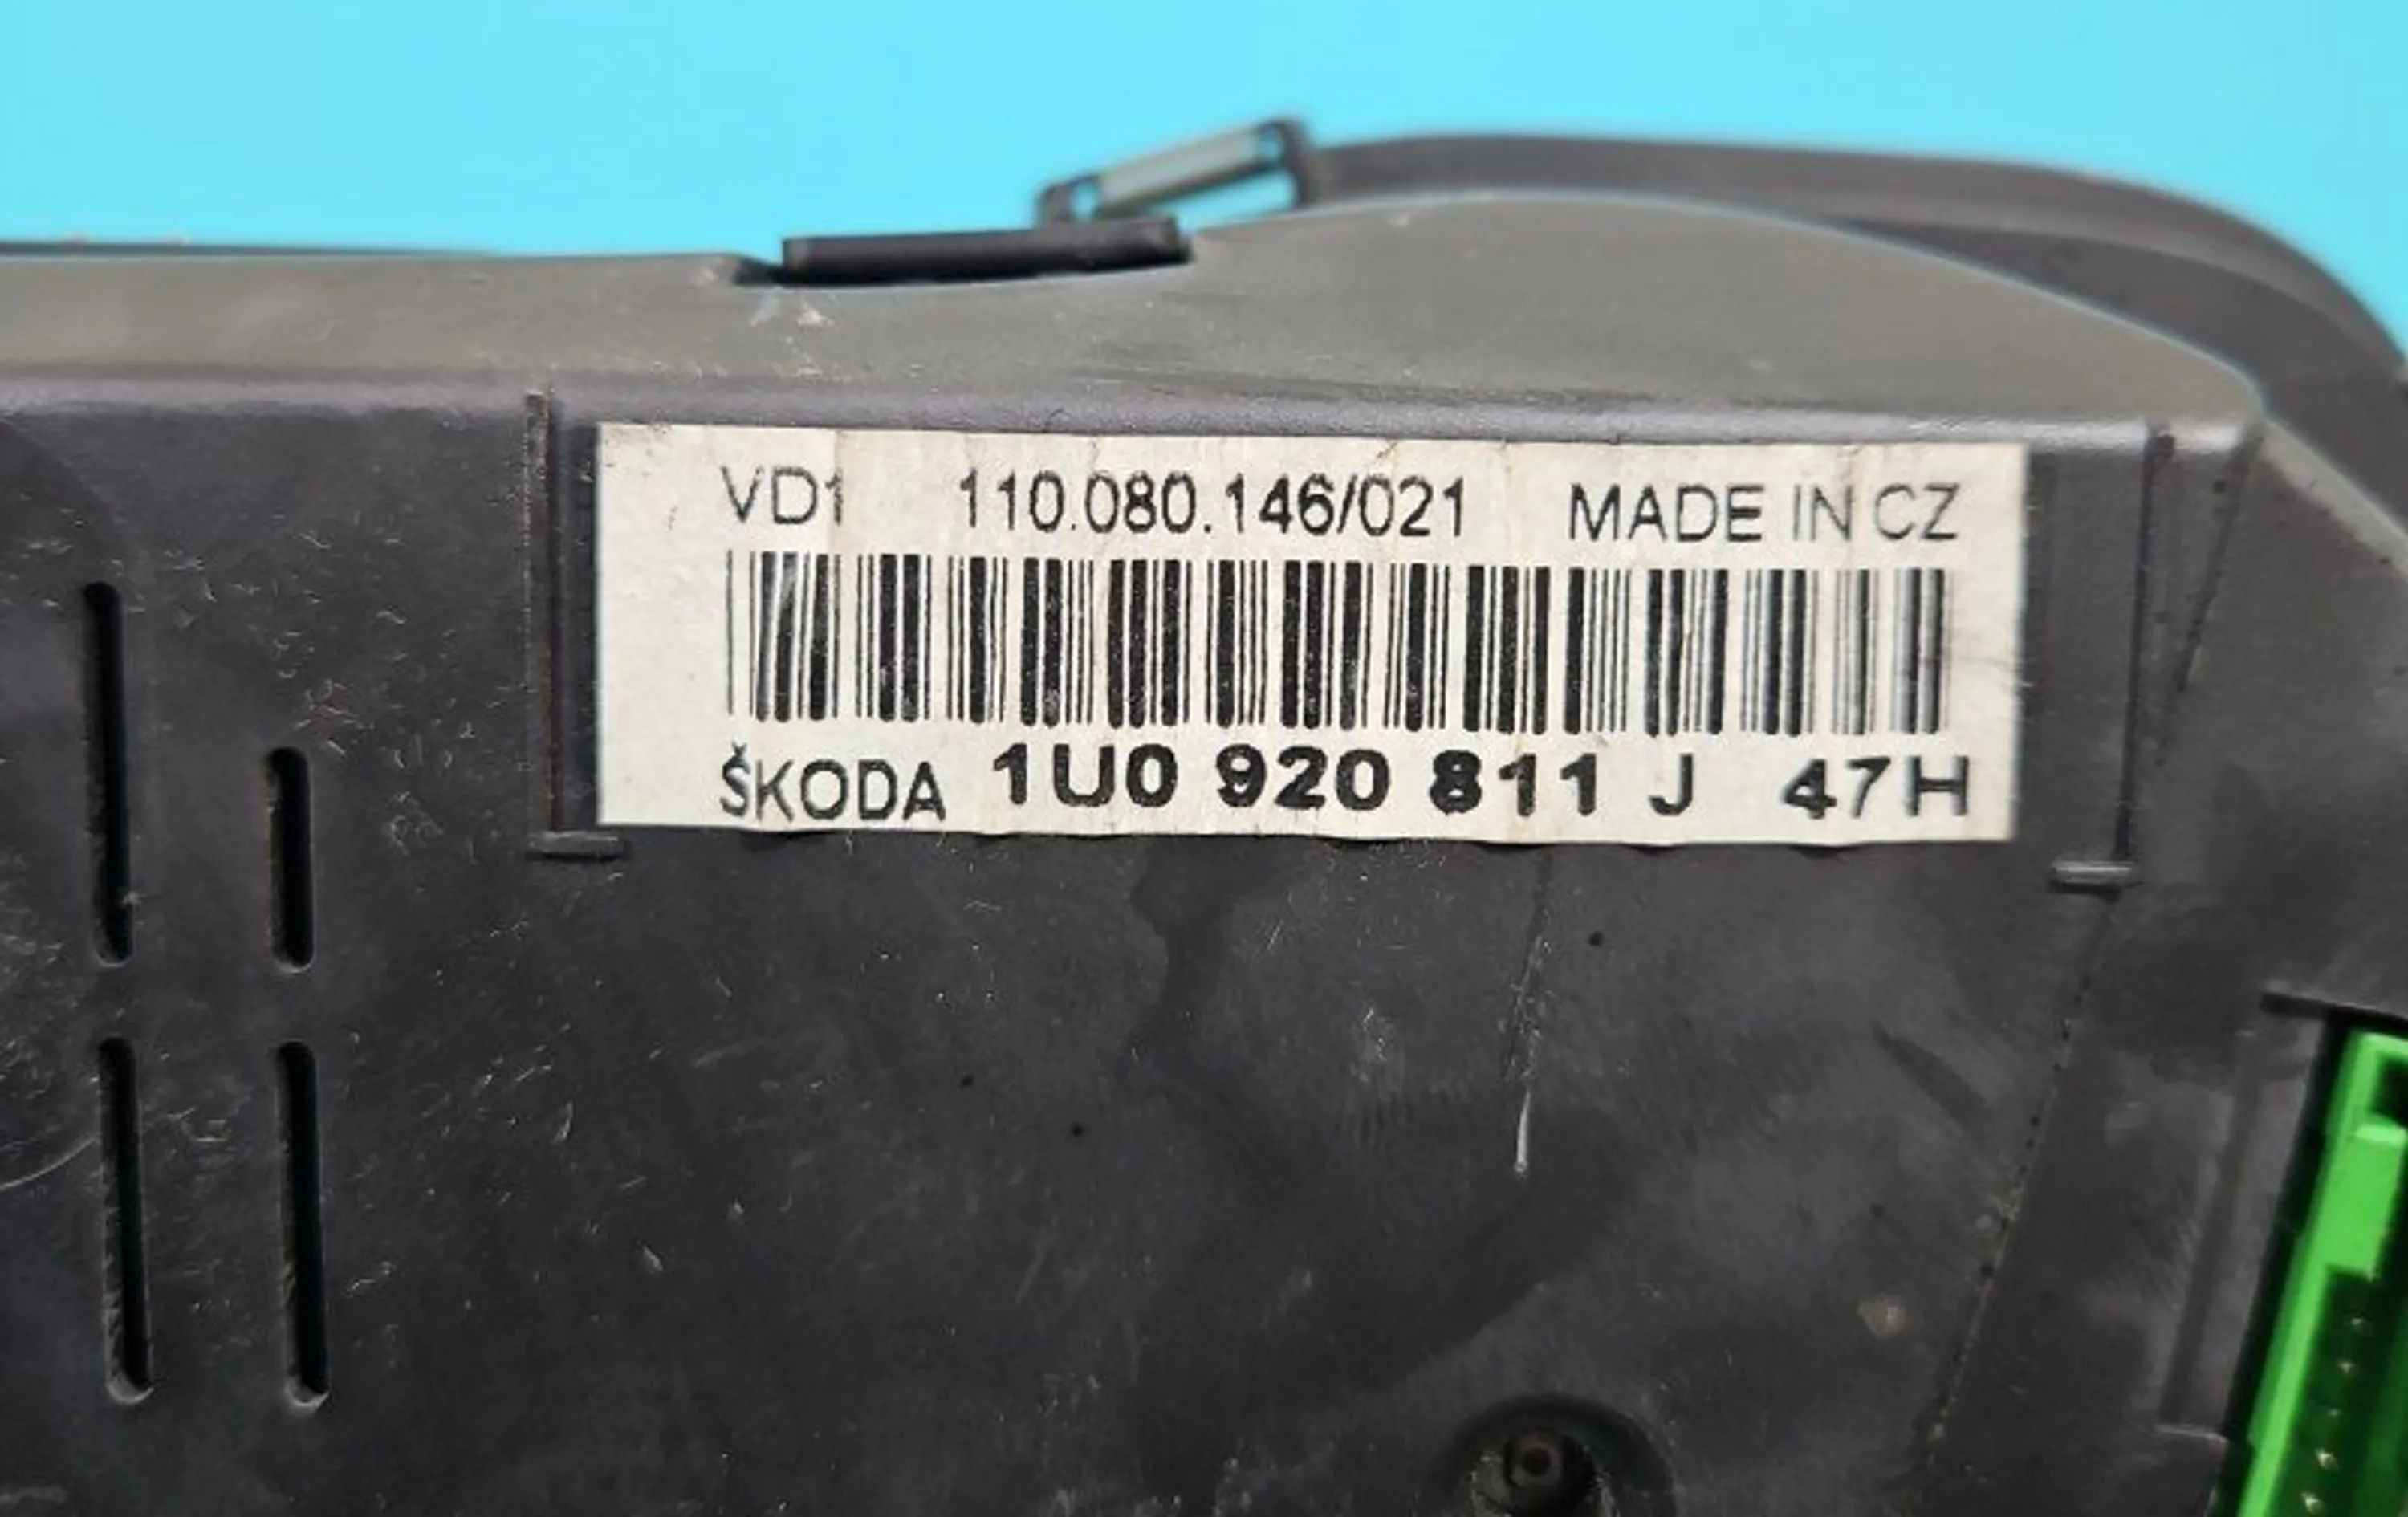 VD1 110.080.146/021 MADE IN CZ
ŠKODA 1U0 920 811 J 47H